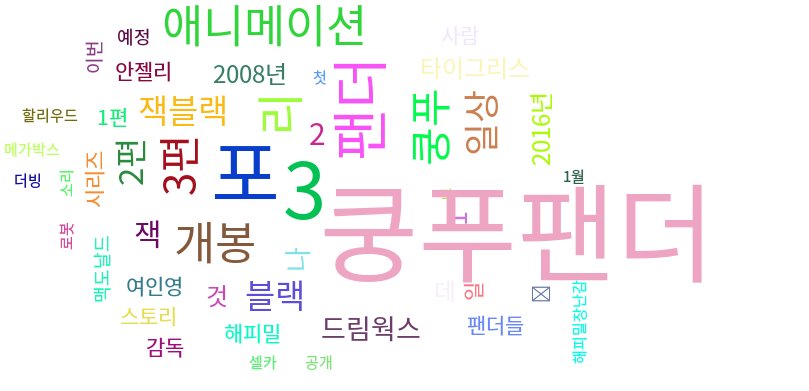 애니메이션
예정
사람
이번
안젤리
2008년
첫
팬더
타이그리스
할리우드
1편
잭블랙
리
2
쿵푸
일상
2016년
메가박스
2편
3편
더빙
소리
시리즈
포
3
1월
쿵푸팬더
로봇
잭
개봉
맥도날드
나
여인영
것
블랙
데
일
해피밀장난감
스토리
해피밀
드림웍스
팬더들
감독
셀카
공개